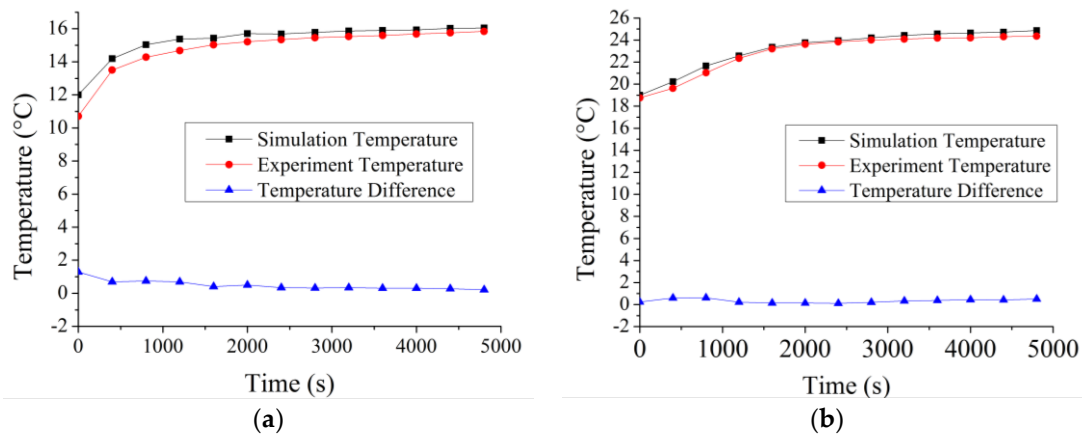 Temperature (°C)
16
14
12
10
8
6
4
2
0
-2
Simulation Temperature
Experiment Temperature
Temperature Difference
0 1000 2000 3000 4000 5000
Time (s)
(a)
Temperature (°C)
26
24
22
20
18
16
14
12
10
8
6
4
2
0
-2
Simulation Temperature
Experiment Temperature
Temperature Difference
0 1000 2000 3000 4000 5000
Time (s)
(b)